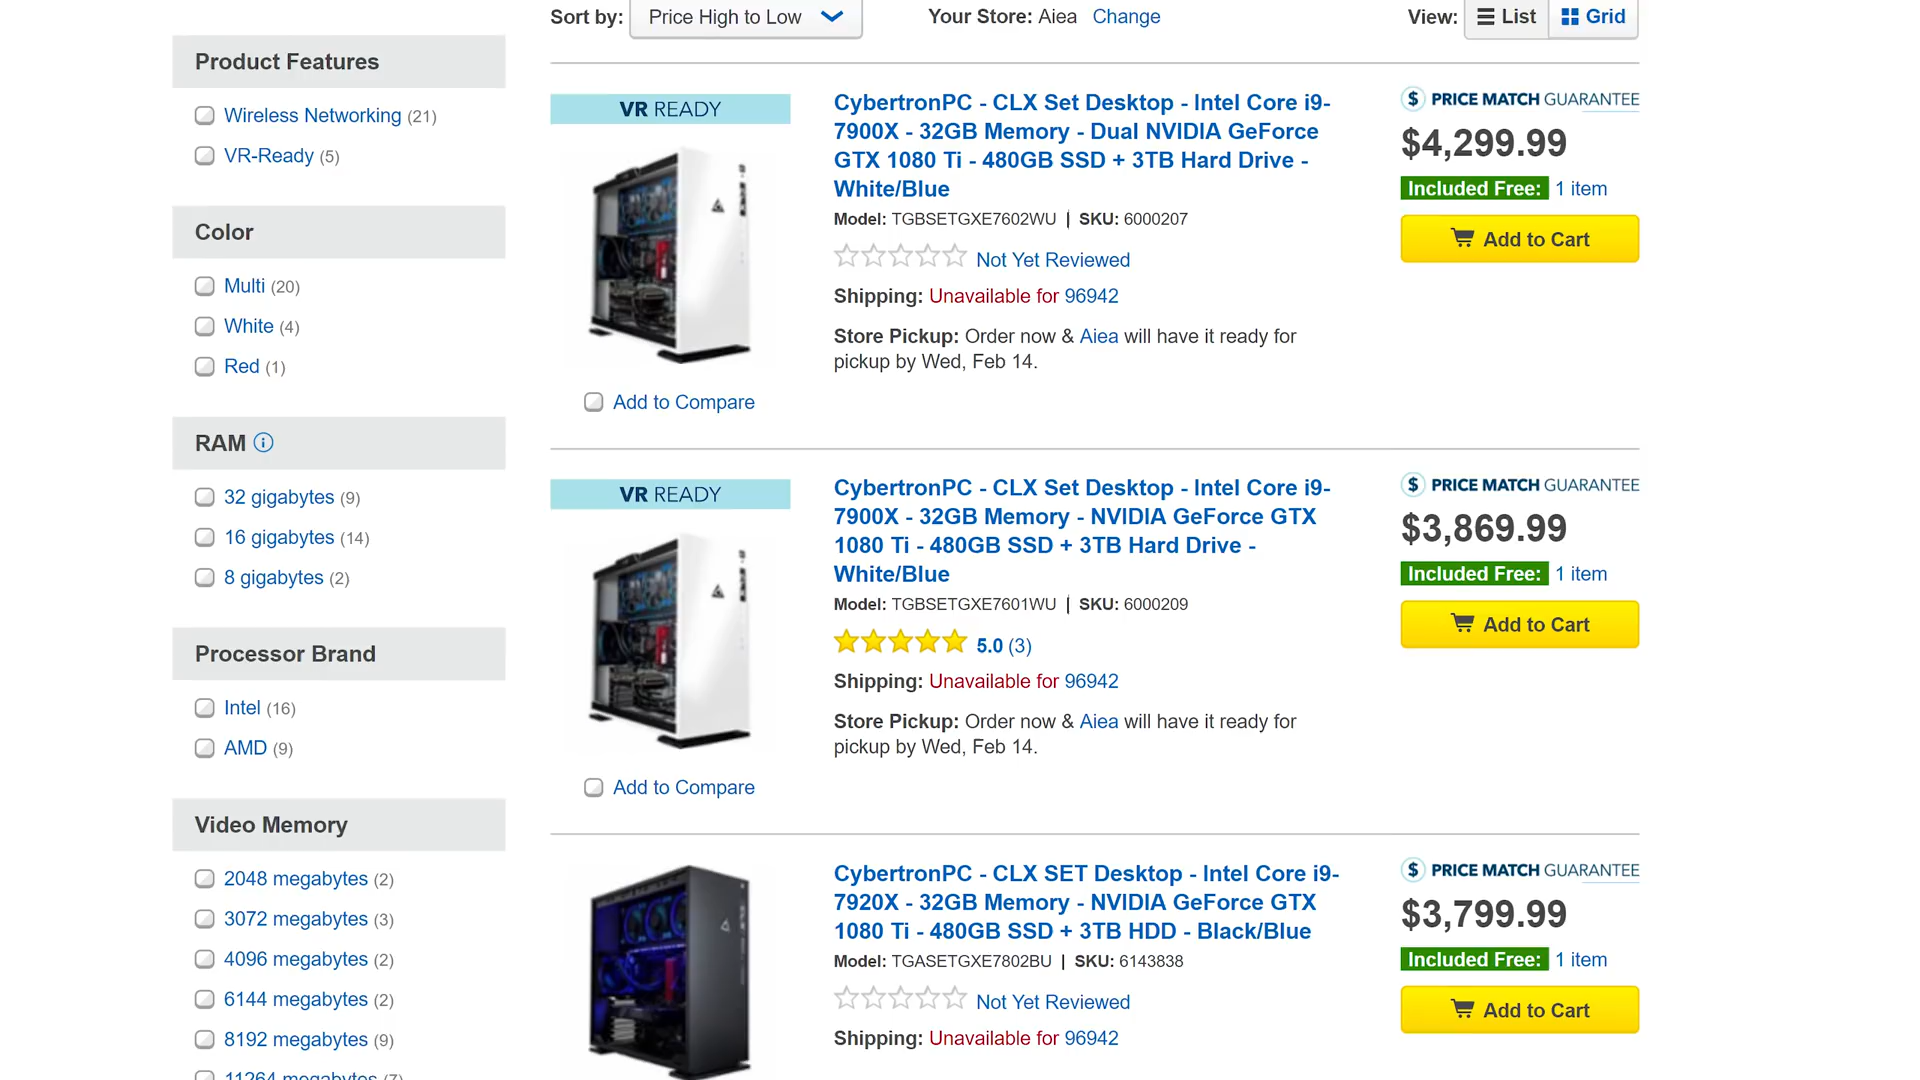 Sort by: Price High to Low
Your Store: Aiea Change
View: List Grid
Product Features
Wireless Networking (21)
VR-Ready (5)
Color
Multi (20)
White (4)
Red (1)
RAM
32 gigabytes (9)
16 gigabytes (14)
8 gigabytes (2)
Processor Brand
Intel (16)
AMD (9)
Video Memory
2048 megabytes (2)
3072 megabytes (3)
4096 megabytes (2)
6144 megabytes (2)
8192 megabytes (9)
11264 megabytes (7)
VR READY
CybertronPC - CLX Set Desktop - Intel Core i9-
7900X - 32GB Memory - Dual NVIDIA GeForce
GTX 1080 Ti - 480GB SSD + 3TB Hard Drive -
White/Blue
Model: TGBSETGXE7602WU | SKU: 6000207
Not Yet Reviewed
Shipping: Unavailable for 96942
Store Pickup: Order now & Aiea will have it ready for
pickup by Wed, Feb 14.
Add to Compare
$ PRICE MATCH GUARANTEE
$4,299.99
Included Free: 1 item
Add to Cart
VR READY
CybertronPC - CLX Set Desktop - Intel Core i9-
7900X - 32GB Memory - NVIDIA GeForce GTX
1080 Ti - 480GB SSD + 3TB Hard Drive -
White/Blue
Model: TGBSETGXE7601WU | SKU: 6000209
5.0 (3)
Shipping: Unavailable for 96942
Store Pickup: Order now & Aiea will have it ready for
pickup by Wed, Feb 14.
Add to Compare
$ PRICE MATCH GUARANTEE
$3,869.99
Included Free: 1 item
Add to Cart
CybertronPC - CLX SET Desktop - Intel Core i9-
7920X - 32GB Memory - NVIDIA GeForce GTX
1080 Ti - 480GB SSD + 3TB HDD - Black/Blue
Model: TGASETGXE7802BU | SKU: 6143838
Not Yet Reviewed
Shipping: Unavailable for 96942
$ PRICE MATCH GUARANTEE
$3,799.99
Included Free: 1 item
Add to Cart